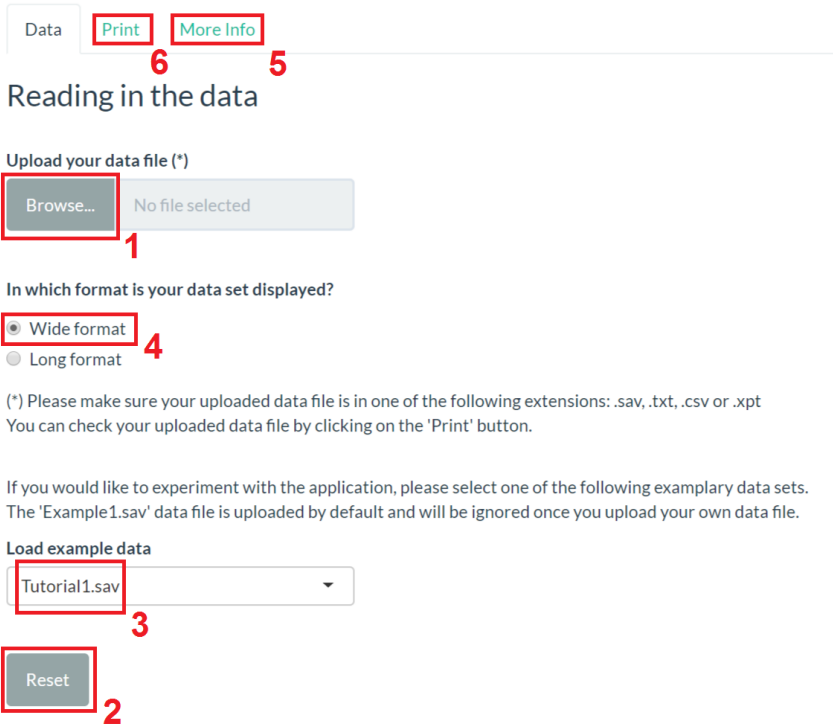 Data Print More Info
6 5
Reading in the data
Upload your data file (*)
Browse... No file selected
1
In which format is your data set displayed?
Wide format
4
Long format
(*) Please make sure your uploaded data file is in one of the following extensions: .sav, .txt, .csv or .xpt
You can check your uploaded data file by clicking on the 'Print' button.
If you would like to experiment with the application, please select one of the following examplary data sets.
The 'Example1.sav' data file is uploaded by default and will be ignored once you upload your own data file.
Load example data
Tutorial1.sav
3
Reset
2